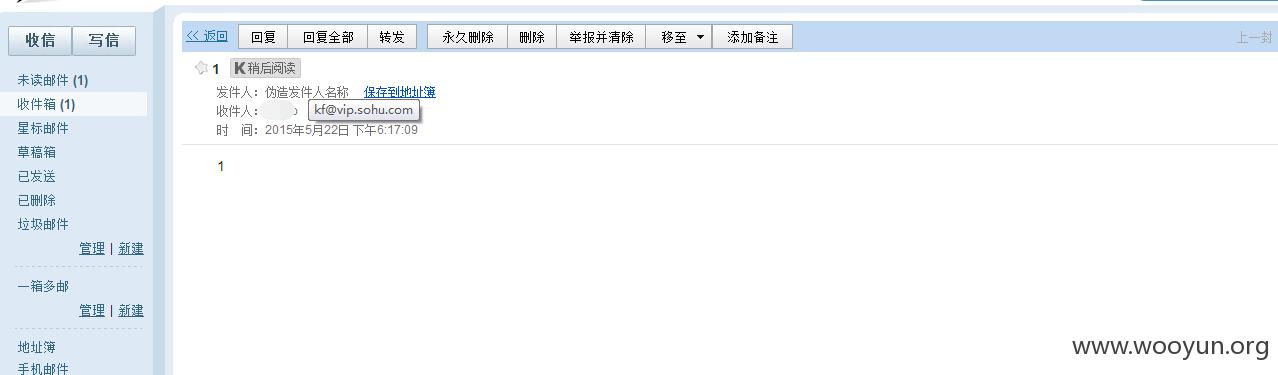 收信 写信
未读邮件 (1)
收件箱 (1)
星标邮件
草稿箱
已发送
已删除
垃圾邮件
管理 | 新建
一箱多邮
管理 | 新建
地址簿
手机邮件
<< 返回 回复 回复全部 转发 永久删除 删除 举报并清除 移至 添加备注 上一封
1 K稍后阅读
发件人：伪造发件人名称 保存到地址簿
收件人： kf@vip.sohu.com
时 间：2015年5月22日 下午6:17:09
1
www.wooyun.org